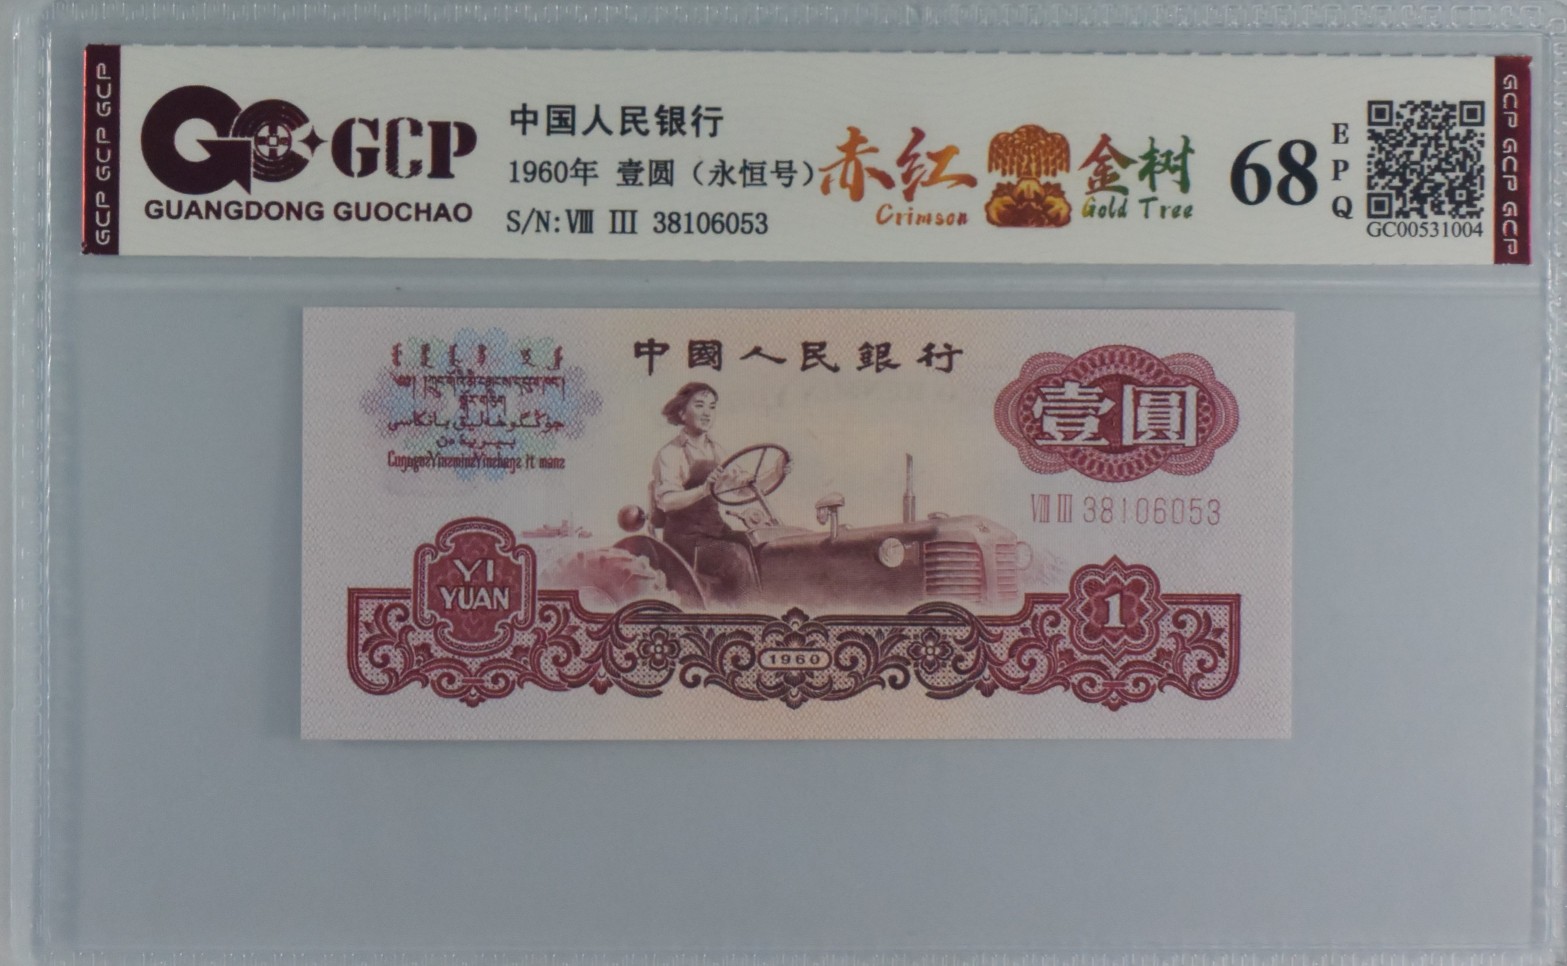 GCP GCP GCP
GCP
GUANGDONG GUOCHAO
中国人民银行
1960年 壹圆（永恒号）
S/N:Ⅷ Ⅲ 38106053
赤红
Crimson
金树
Gold Tree
68
EPQ
GC00531004
GCP GCP GCP
中國人民銀行
壹圓
Ⅷ Ⅲ 38106053
YI
YUAN
1960
1